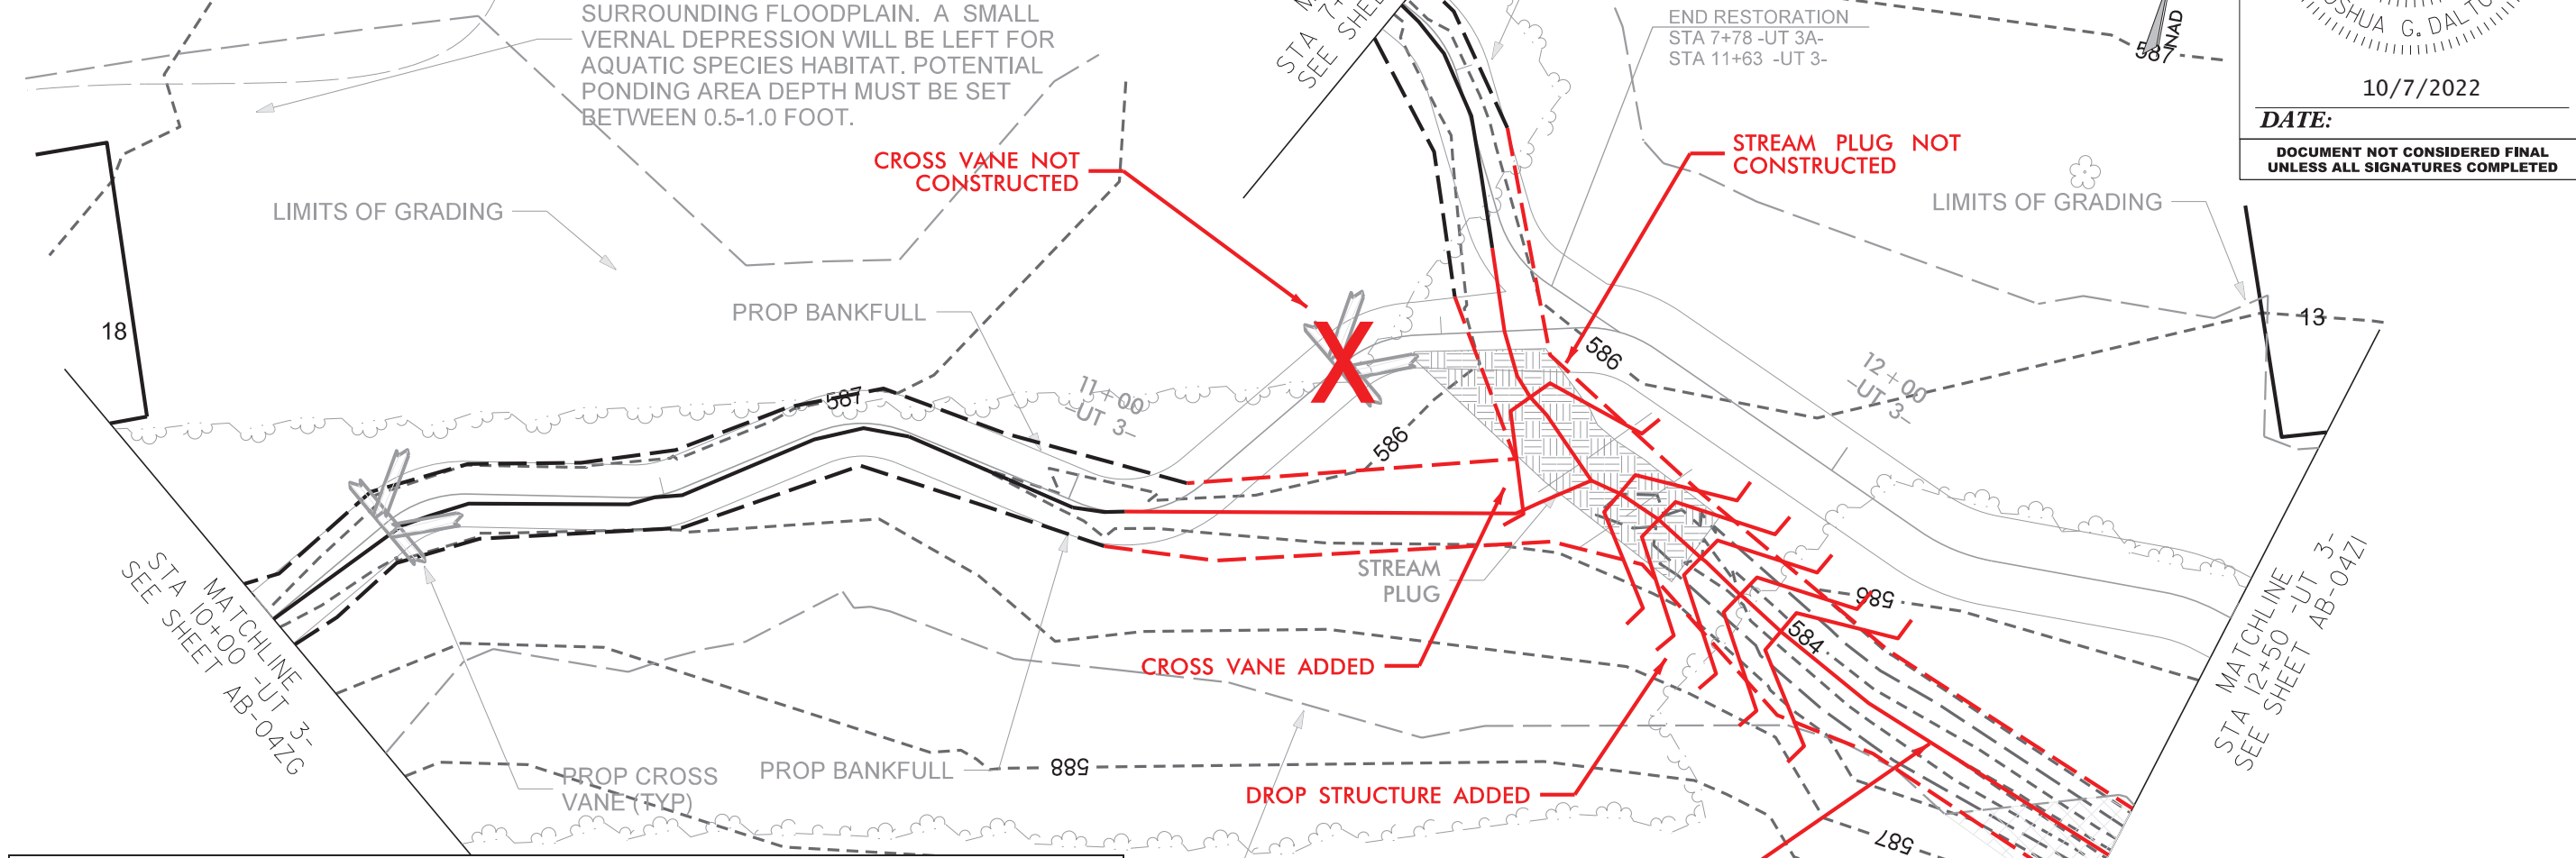 SURROUNDING FLOODPLAIN. A SMALL
VERNAL DEPRESSION WILL BE LEFT FOR
AQUATIC SPECIES HABITAT. POTENTIAL
PONDING AREA DEPTH MUST BE SET
BETWEEN 0.5-1.0 FOOT.
END RESTORATION
STA 7+78 -UT 3A-
STA 11+63 -UT 3-
587
NAD
G. DALTO
10/7/2022
DATE:
DOCUMENT NOT CONSIDERED FINAL
UNLESS ALL SIGNATURES COMPLETED
CROSS VANE NOT
CONSTRUCTED
STREAM PLUG NOT
CONSTRUCTED
LIMITS OF GRADING
LIMITS OF GRADING
PROP BANKFULL
18
13
587
11+00
-UT 3-
586
586
12+00
-UT 3-
STREAM
PLUG
586
584
MATCHLINE
STA 10+00 -UT 3-
SEE SHEET AB-04ZG
MATCHLINE
STA 12+50 -UT 3-
SEE SHEET AB-04ZI
CROSS VANE ADDED
PROP CROSS
VANE (TYP)
PROP BANKFULL
588
DROP STRUCTURE ADDED
587